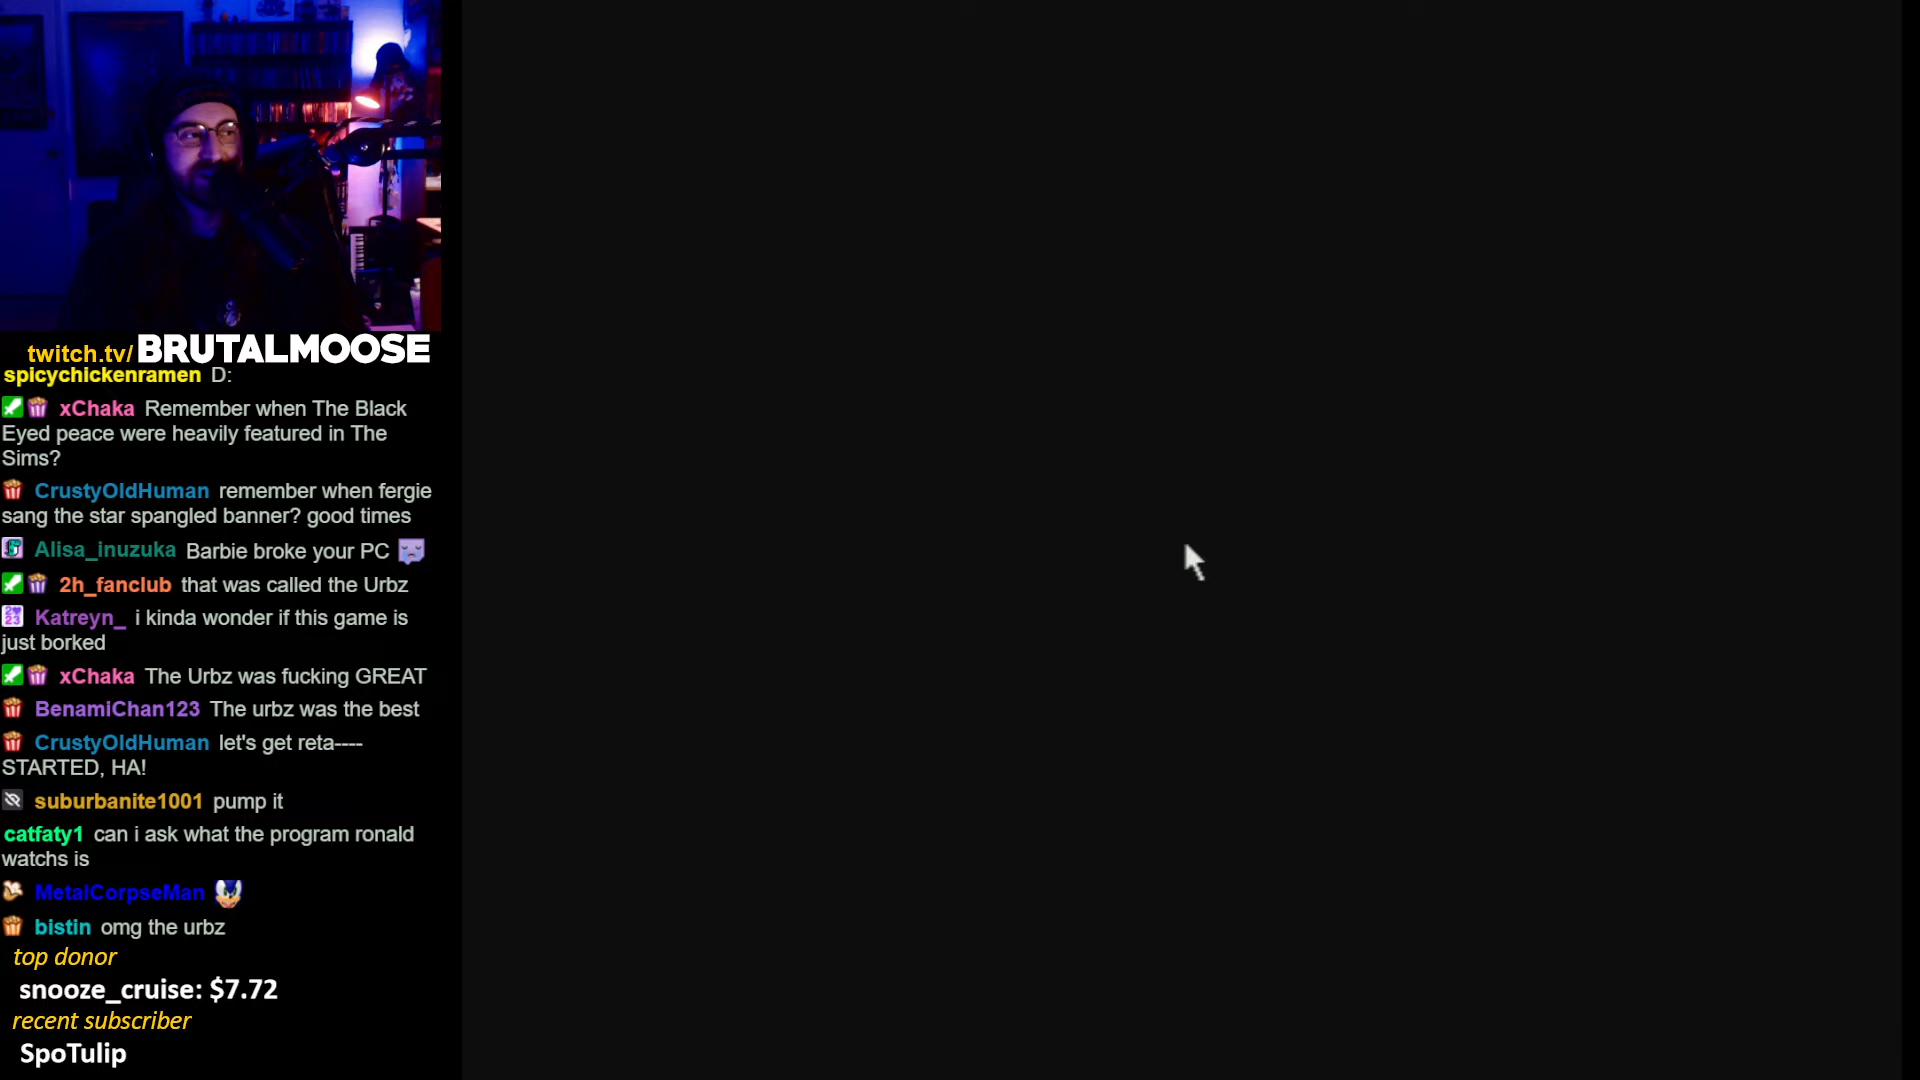 twitch.tv/BRUTALMOOSE
spicychickenramen D:
xChaka Remember when The Black
Eyed peace were heavily featured in The
Sims?
CrustyOldHuman remember when fergie
sang the star spangled banner? good times
Alisa_inuzuka Barbie broke your PC
2h_fanclub that was called the Urbz
Katreyn_ i kinda wonder if this game is
just borked
xChaka The Urbz was fucking GREAT
BenamiChan123 The urbz was the best
CrustyOldHuman let's get reta----
STARTED, HA!
suburbanite1001 pump it
catfaty1 can i ask what the program ronald
watchs is
MetalCorpseMan
bistin omg the urbz
top donor
snooze_cruise: $7.72
recent subscriber
SpoTulip